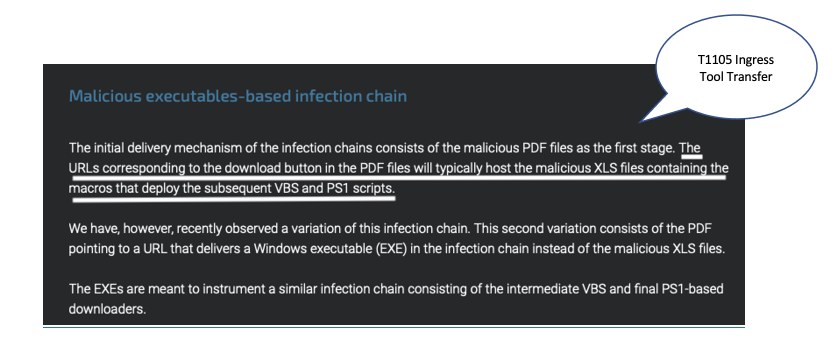 T1105 Ingress
Tool Transfer
Malicious executables-based infection chain
The initial delivery mechanism of the infection chains consists of the malicious PDF files as the first stage. The
URLs corresponding to the download button in the PDF files will typically host the malicious XLS files containing the
macros that deploy the subsequent VBS and PS1 scripts.
We have, however, recently observed a variation of this infection chain. This second variation consists of the PDF
pointing to a URL that delivers a Windows executable (EXE) in the infection chain instead of the malicious XLS files.
The EXEs are meant to instrument a similar infection chain consisting of the intermediate VBS and final PS1-based
downloaders.